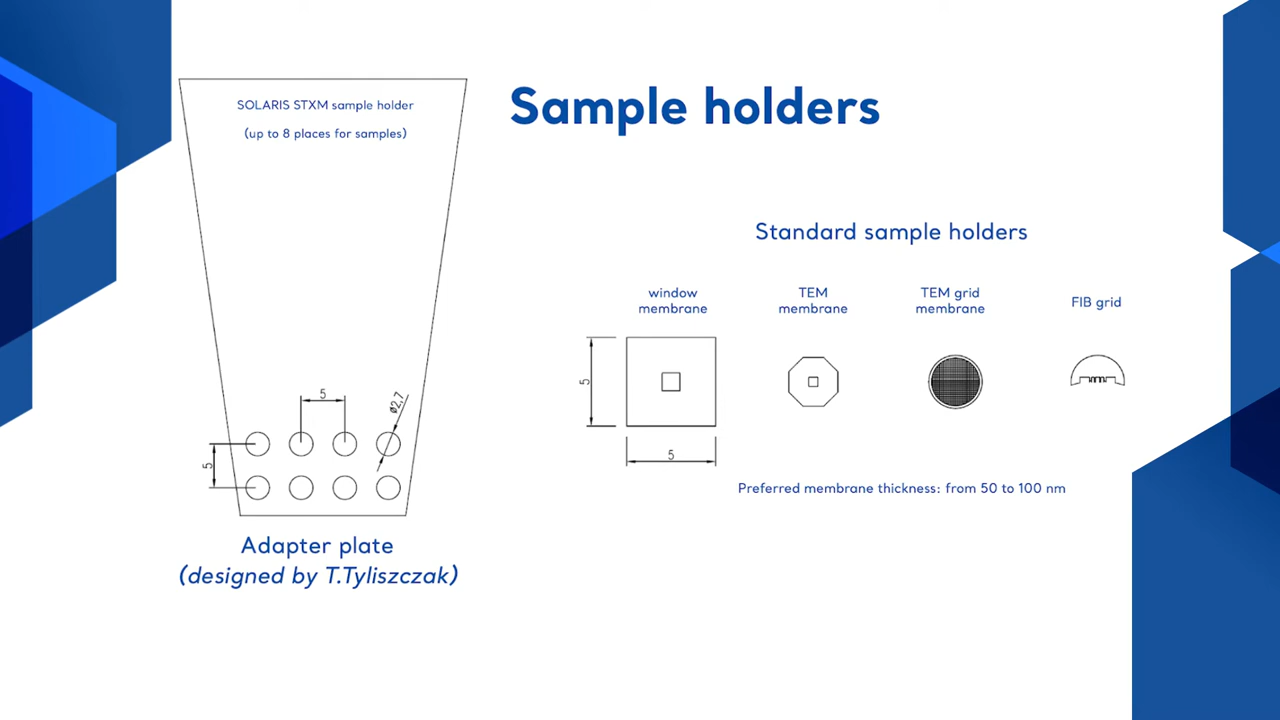 Sample holders
SOLARIS STXM sample holder
(up to 8 places for samples)
5
ø2,7
5
Adapter plate
(designed by T.Tyliszczak)
Standard sample holders
window
membrane
TEM
membrane
TEM grid
membrane
FIB grid
5
5
Preferred membrane thickness: from 50 to 100 nm